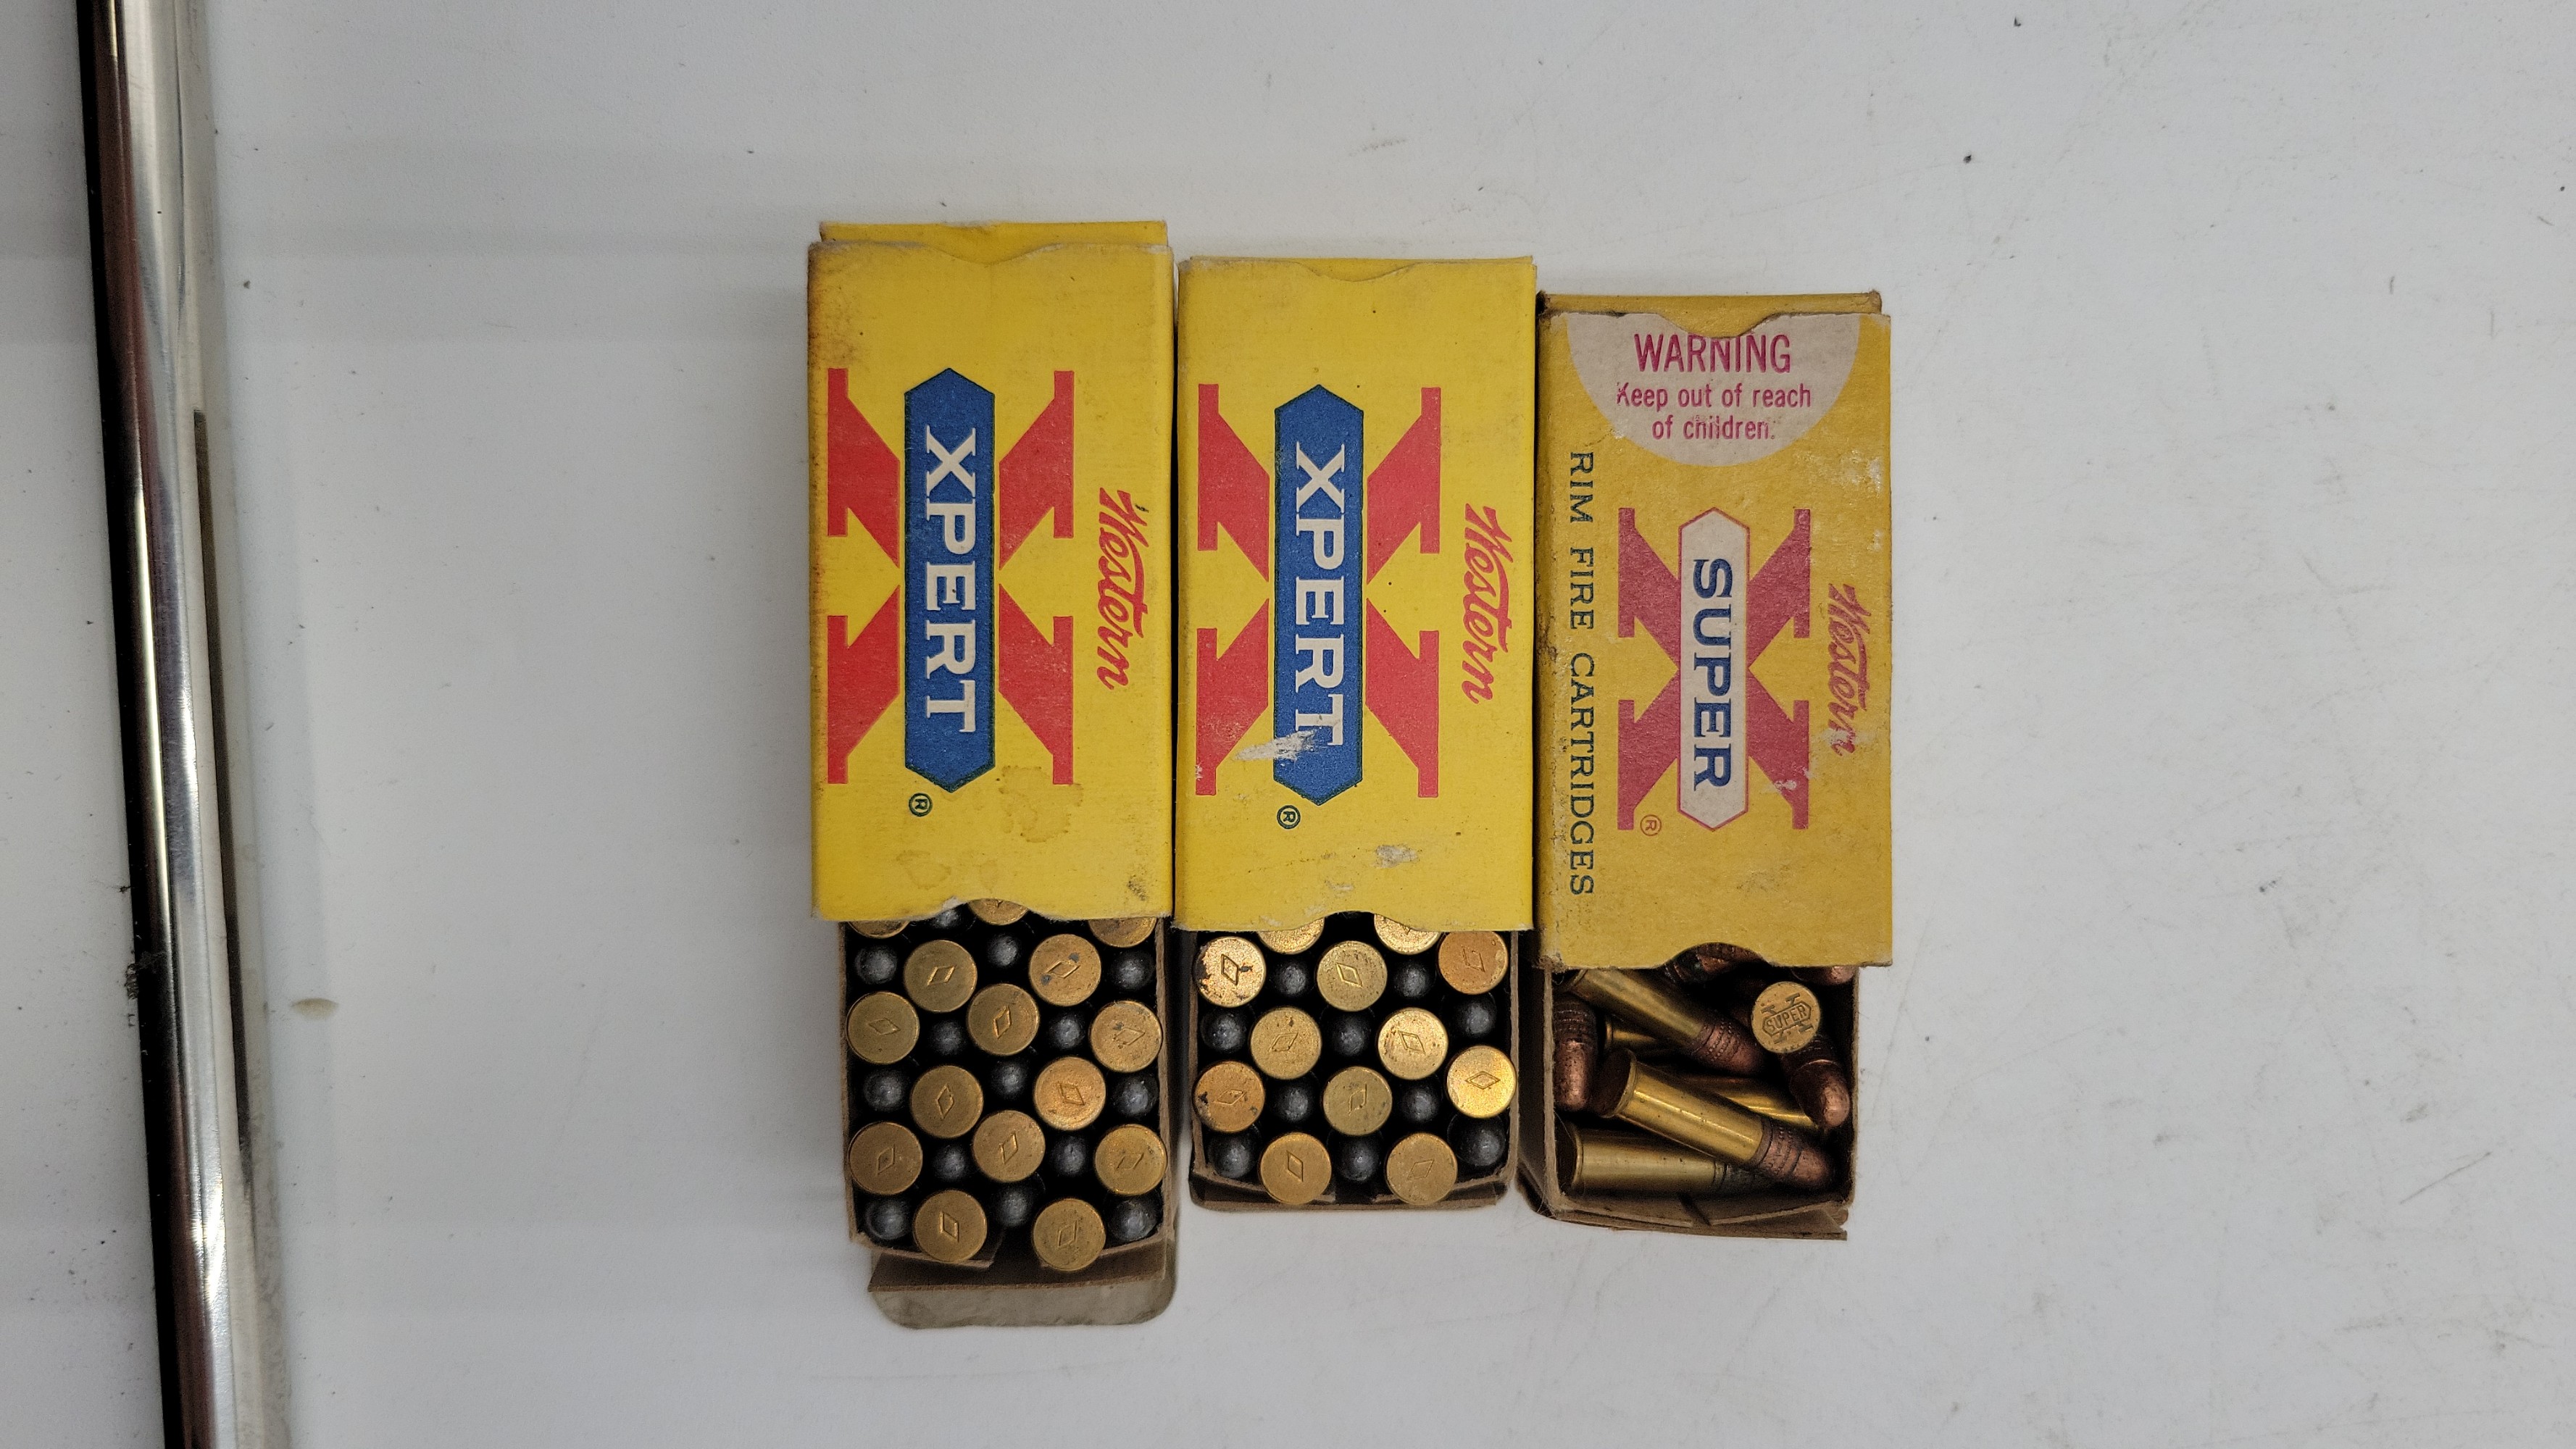 Western
XPERT
®
Western
XPERT
®
WARNING
Keep out of reach
of children.
Western
SUPER
®
RIM FIRE CARTRIDGES
SUPER